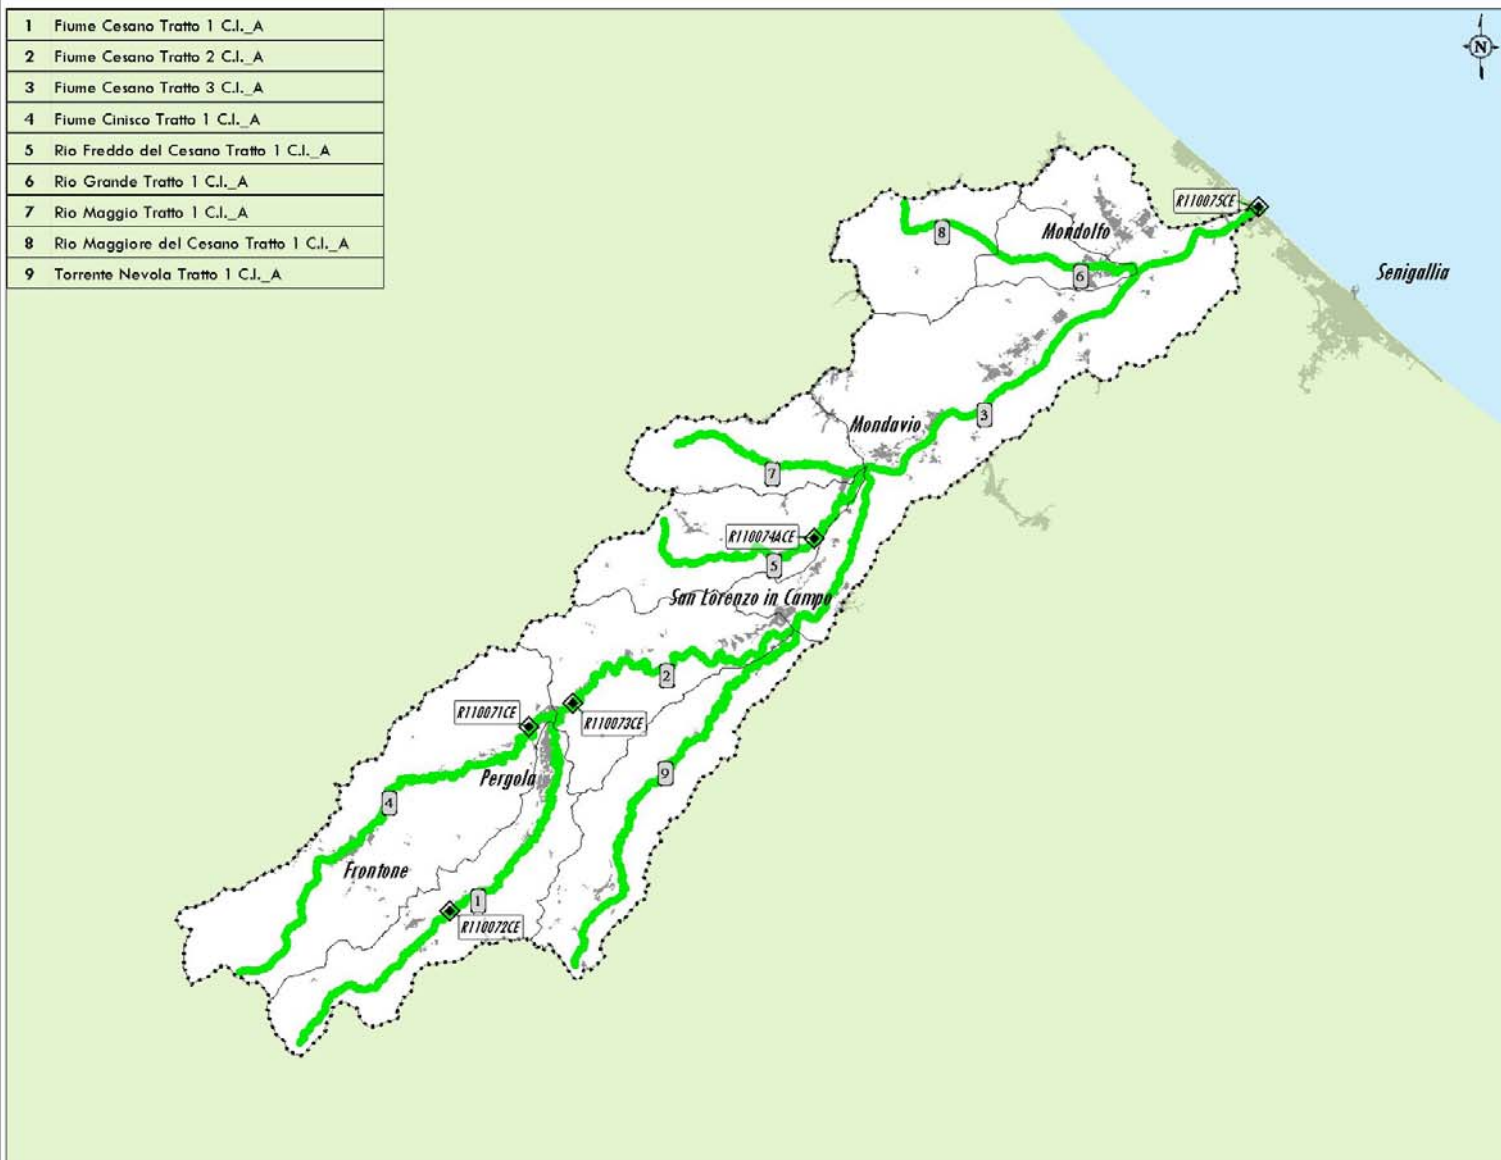 1 Fiume Cesano Tratto 1 C.I._A
2 Fiume Cesano Tratto 2 C.I._A
3 Fiume Cesano Tratto 3 C.I._A
4 Fiume Cinisco Tratto 1 C.I._A
5 Rio Freddo del Cesano Tratto 1 C.I._A
6 Rio Grande Tratto 1 C.I._A
7 Rio Maggio Tratto 1 C.I._A
8 Rio Maggiore del Cesano Tratto 1 C.I._A
9 Torrente Nevola Tratto 1 C.I._A
N
R110075CE
8
Mondolfo
6
Senigallia
3
Mondavio
7
R110074ACE
5
San Lorenzo in Campo
2
R110071CE
R110073CE
Pergola
9
4
Frontone
1
R110072CE